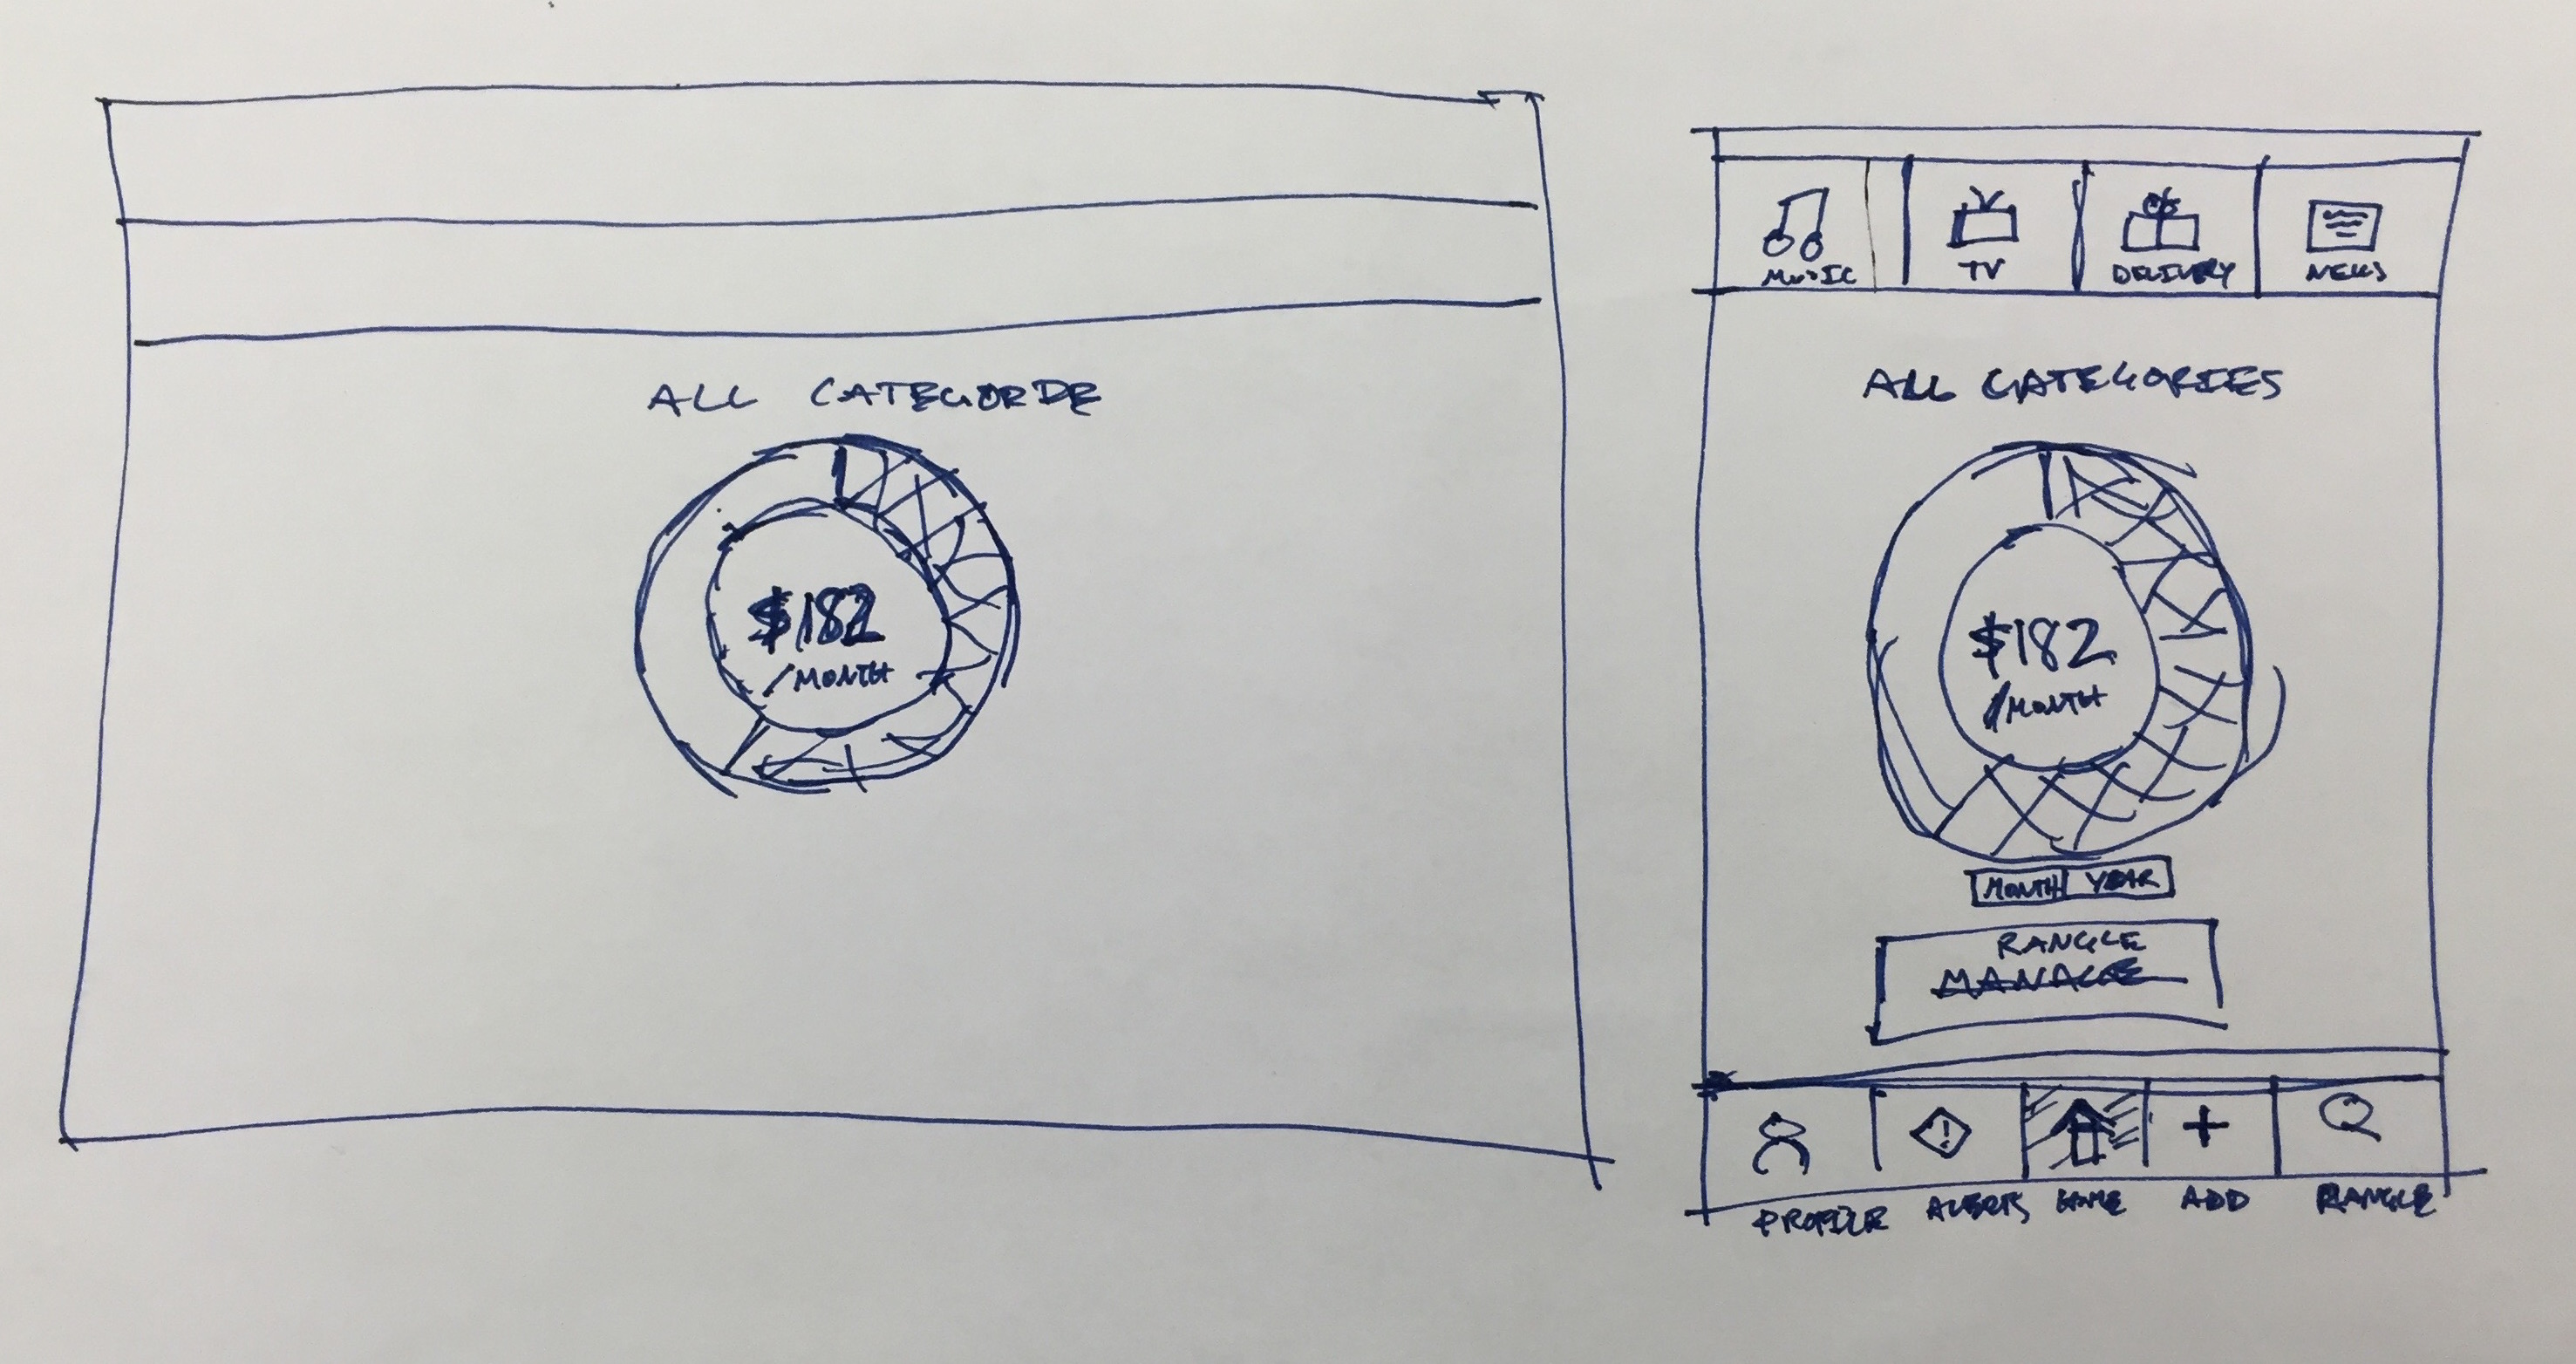 ALL CATEGORDE
$182
/MONTH
MUSIC
TV
DELIVERY
NEWS
ALL CATEGORIES
$182
/MONTH
MONTH YEAR
RANGLE
MANAGE
PROFILE ALERTS HOME ADD RANGLE